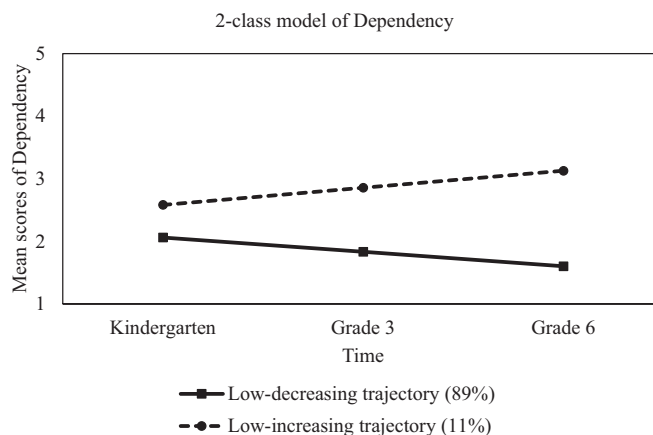 2-class model of Dependency
5
4
3
2
1
Mean scores of Dependency
Kindergarten Grade 3 Grade 6
Time
Low-decreasing trajectory (89%)
Low-increasing trajectory (11%)